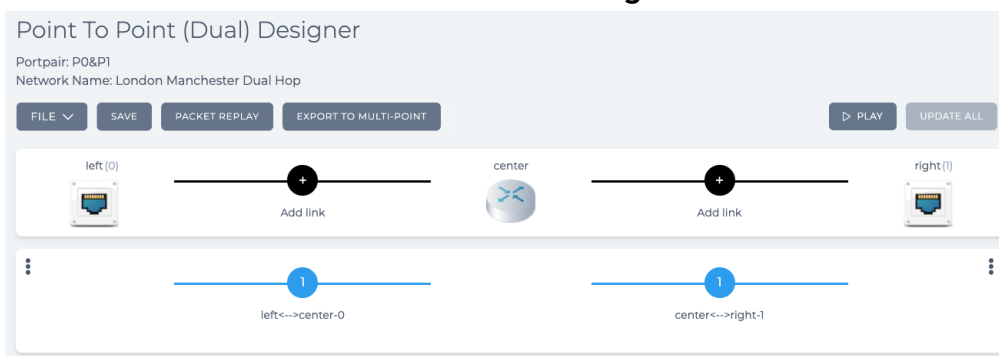 Point To Point (Dual) Designer
Portpair: P0&P1
Network Name: London Manchester Dual Hop
FILE SAVE PACKET REPLAY EXPORT TO MULTI-POINT PLAY UPDATE ALL
left (0) center right (1)
+ +
Add link Add link
1 1
left<-->center-0 center<-->right-1